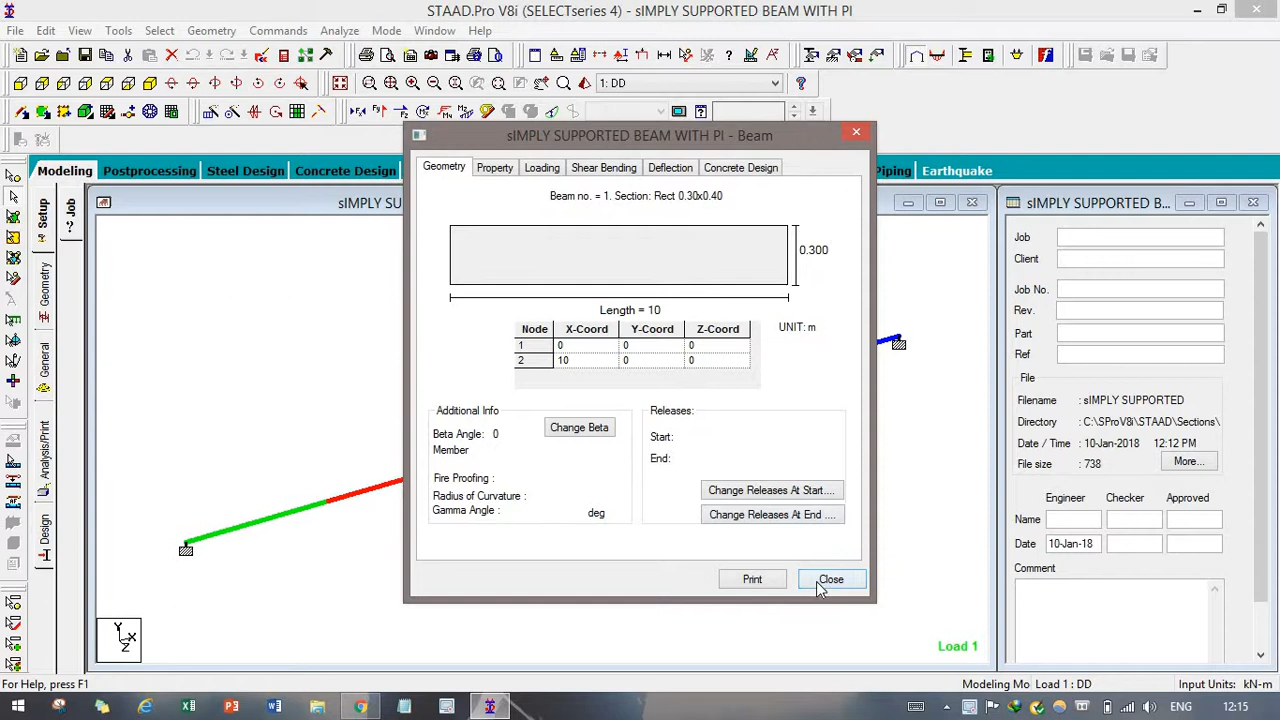 STAAD.Pro V8i (SELECTseries 4) - sIMPLY SUPPORTED BEAM WITH PI
File Edit View Tools Select Geometry Commands Analyze Mode Window Help
1: DD
Modeling Postprocessing Steel Design Concrete Design Piping Earthquake
sIMPLY SUPPORTED
sIMPLY SUPPORTED BEAM WITH PI - Beam
Geometry Property Loading Shear Bending Deflection Concrete Design
Beam no. = 1. Section: Rect 0.30x0.40
0.300
Length = 10
UNIT: m
Node X-Coord Y-Coord Z-Coord
1 0 0 0
2 10 0 0
Additional Info
Beta Angle: 0
Change Beta
Member
Fire Proofing :
Radius of Curvature :
Gamma Angle : deg
Releases:
Start:
End:
Change Releases At Start....
Change Releases At End ....
Print Close
Setup
Job
Geometry
General
Analysis/Print
Design
Y
X
Z
Load 1
sIMPLY SUPPORTED B...
Job
Client
Job No.
Rev.
Part
Ref
File
Filename : sIMPLY SUPPORTED
Directory : C:\SProV8i\STAAD\Sections\
Date / Time : 10-Jan-2018 12:12 PM
File size : 738 More...
Engineer Checker Approved
Name
Date 10-Jan-18
Comment
For Help, press F1
Modeling Mo Load 1 : DD Input Units: kN-m
ENG 12:15